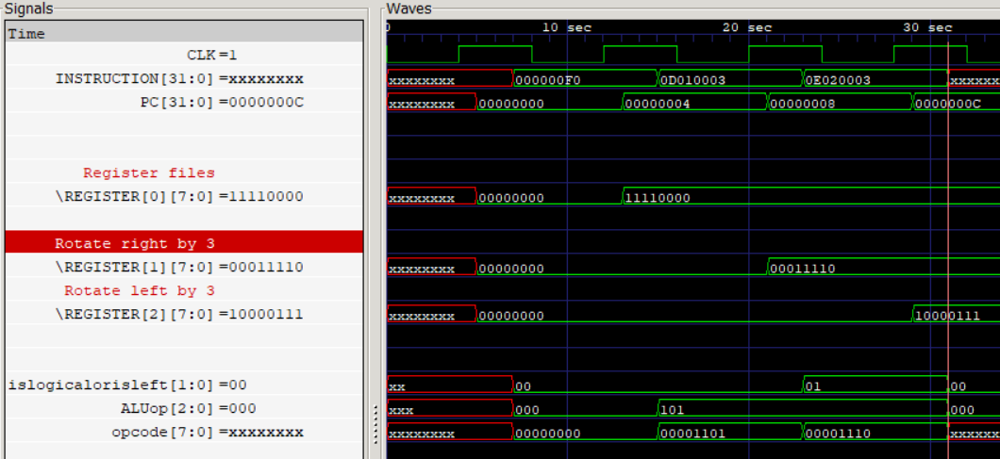 Signals Waves
Time 0 10 sec 20 sec 30 sec
CLK=1
INSTRUCTION[31:0]=xxxxxxxx xxxxxxxx 000000F0 0D010003 0E020003 xxxxxx
PC[31:0]=0000000C xxxxxxxx 00000000 00000004 00000008 0000000C
Register files
\REGISTER[0][7:0]=11110000 xxxxxxxx 00000000 11110000
Rotate right by 3
\REGISTER[1][7:0]=00011110 xxxxxxxx 00000000 00011110
Rotate left by 3
\REGISTER[2][7:0]=10000111 xxxxxxxx 00000000 10000111
islogicalorisleft[1:0]=00 xx 00 01 00
ALUop[2:0]=000 xxx 000 101 000
opcode[7:0]=xxxxxxxx xxxxxxxx 00000000 00001101 00001110 xxxxxx